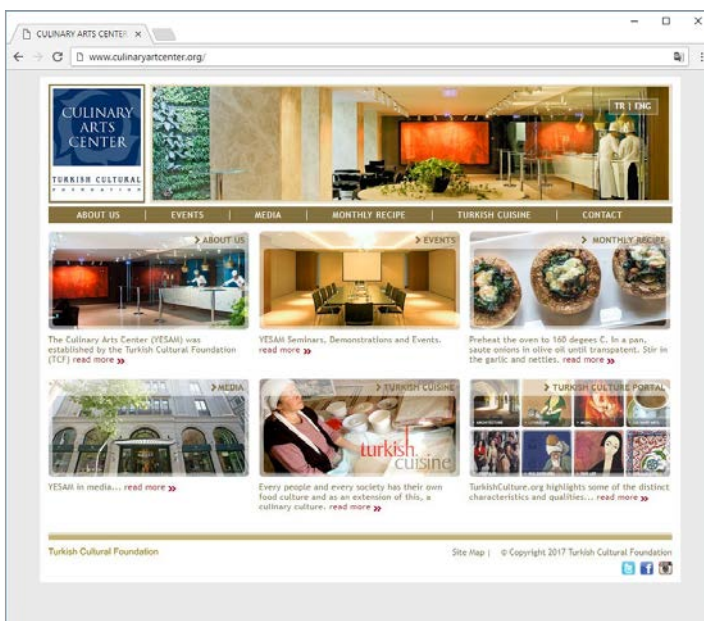 CULINARY ARTS CENTER
www.culinaryartcenter.org/
CULINARY
ARTS
CENTER
TURKISH CULTURAL
FOUNDATION
TR | ENG
ABOUT US | EVENTS | MEDIA | MONTHLY RECIPE | TURKISH CUISINE | CONTACT
ABOUT US
EVENTS
MONTHLY RECIPE
The Culinary Arts Center (YESAM) was
established by the Turkish Cultural Foundation
(TCF) read more »
YESAM Seminars, Demonstrations and Events.
read more »
Preheat the oven to 160 degees C. In a pan,
saute onions in olive oil until transpatent. Stir in
the garlic and nettles. read more »
MEDIA
TURKISH CUISINE
turkish
cuisine
TURKISH CULTURE PORTAL
YESAM in media... read more »
Every people and every society has their own
food culture and as an extension of this, a
culinary culture. read more »
TurkishCulture.org highlights some of the distinct
characteristics and qualities... read more »
Turkish Cultural Foundation
Site Map | © Copyright 2017 Turkish Cultural Foundation